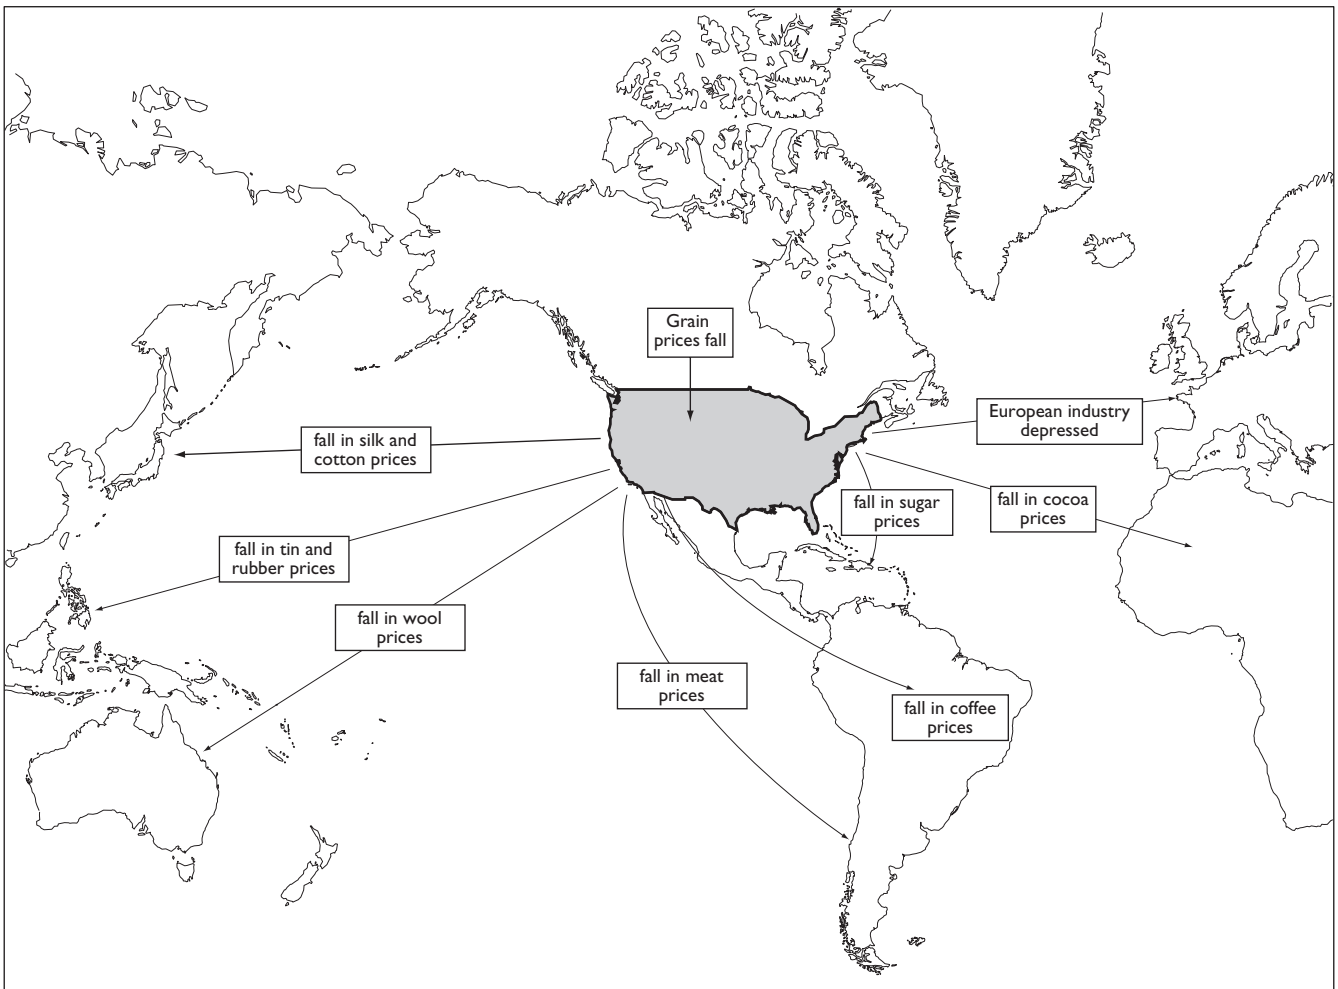 Grain
prices fall
European industry
depressed
fall in silk and
cotton prices
fall in sugar
prices
fall in cocoa
prices
fall in tin and
rubber prices
fall in wool
prices
fall in meat
prices
fall in coffee
prices